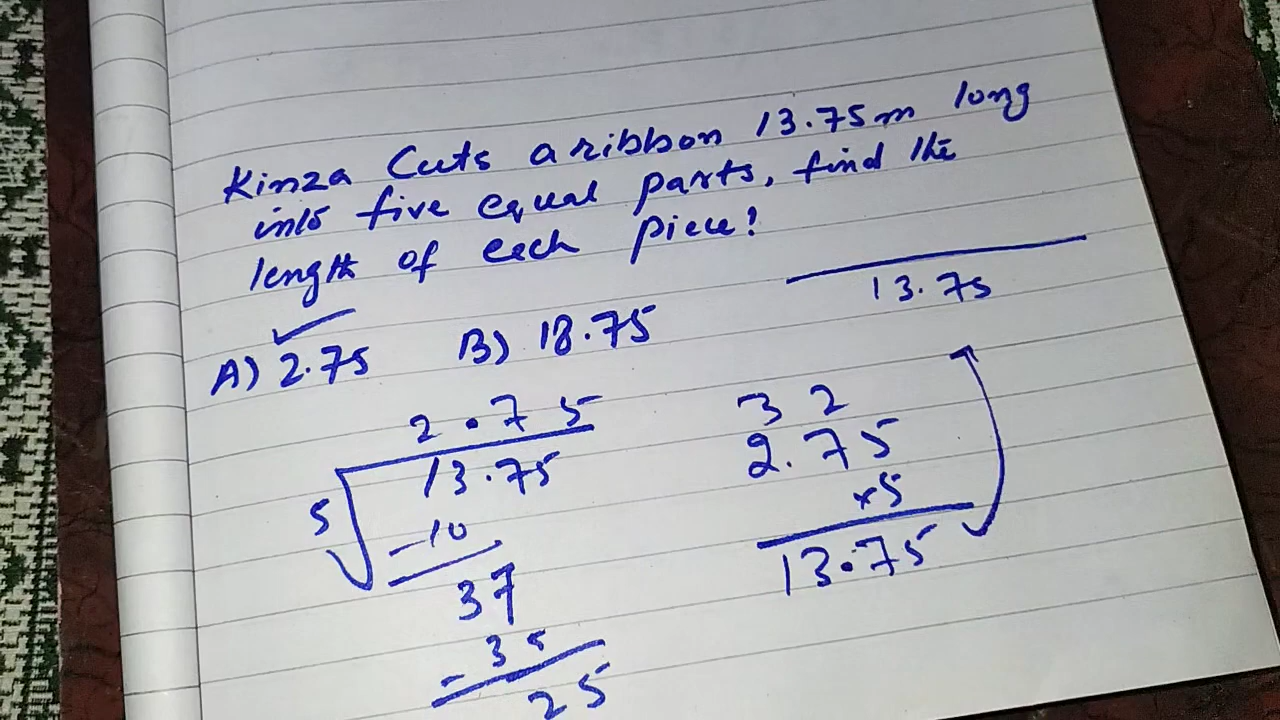 Kinza Cuts a ribbon 13.75m long
into five equal parts, find the
length of each piece?
13.75
A) 2.75 B) 18.75
2.75
5 13.75
-10
37
-35
25
3 2
2.75
×5
13.75